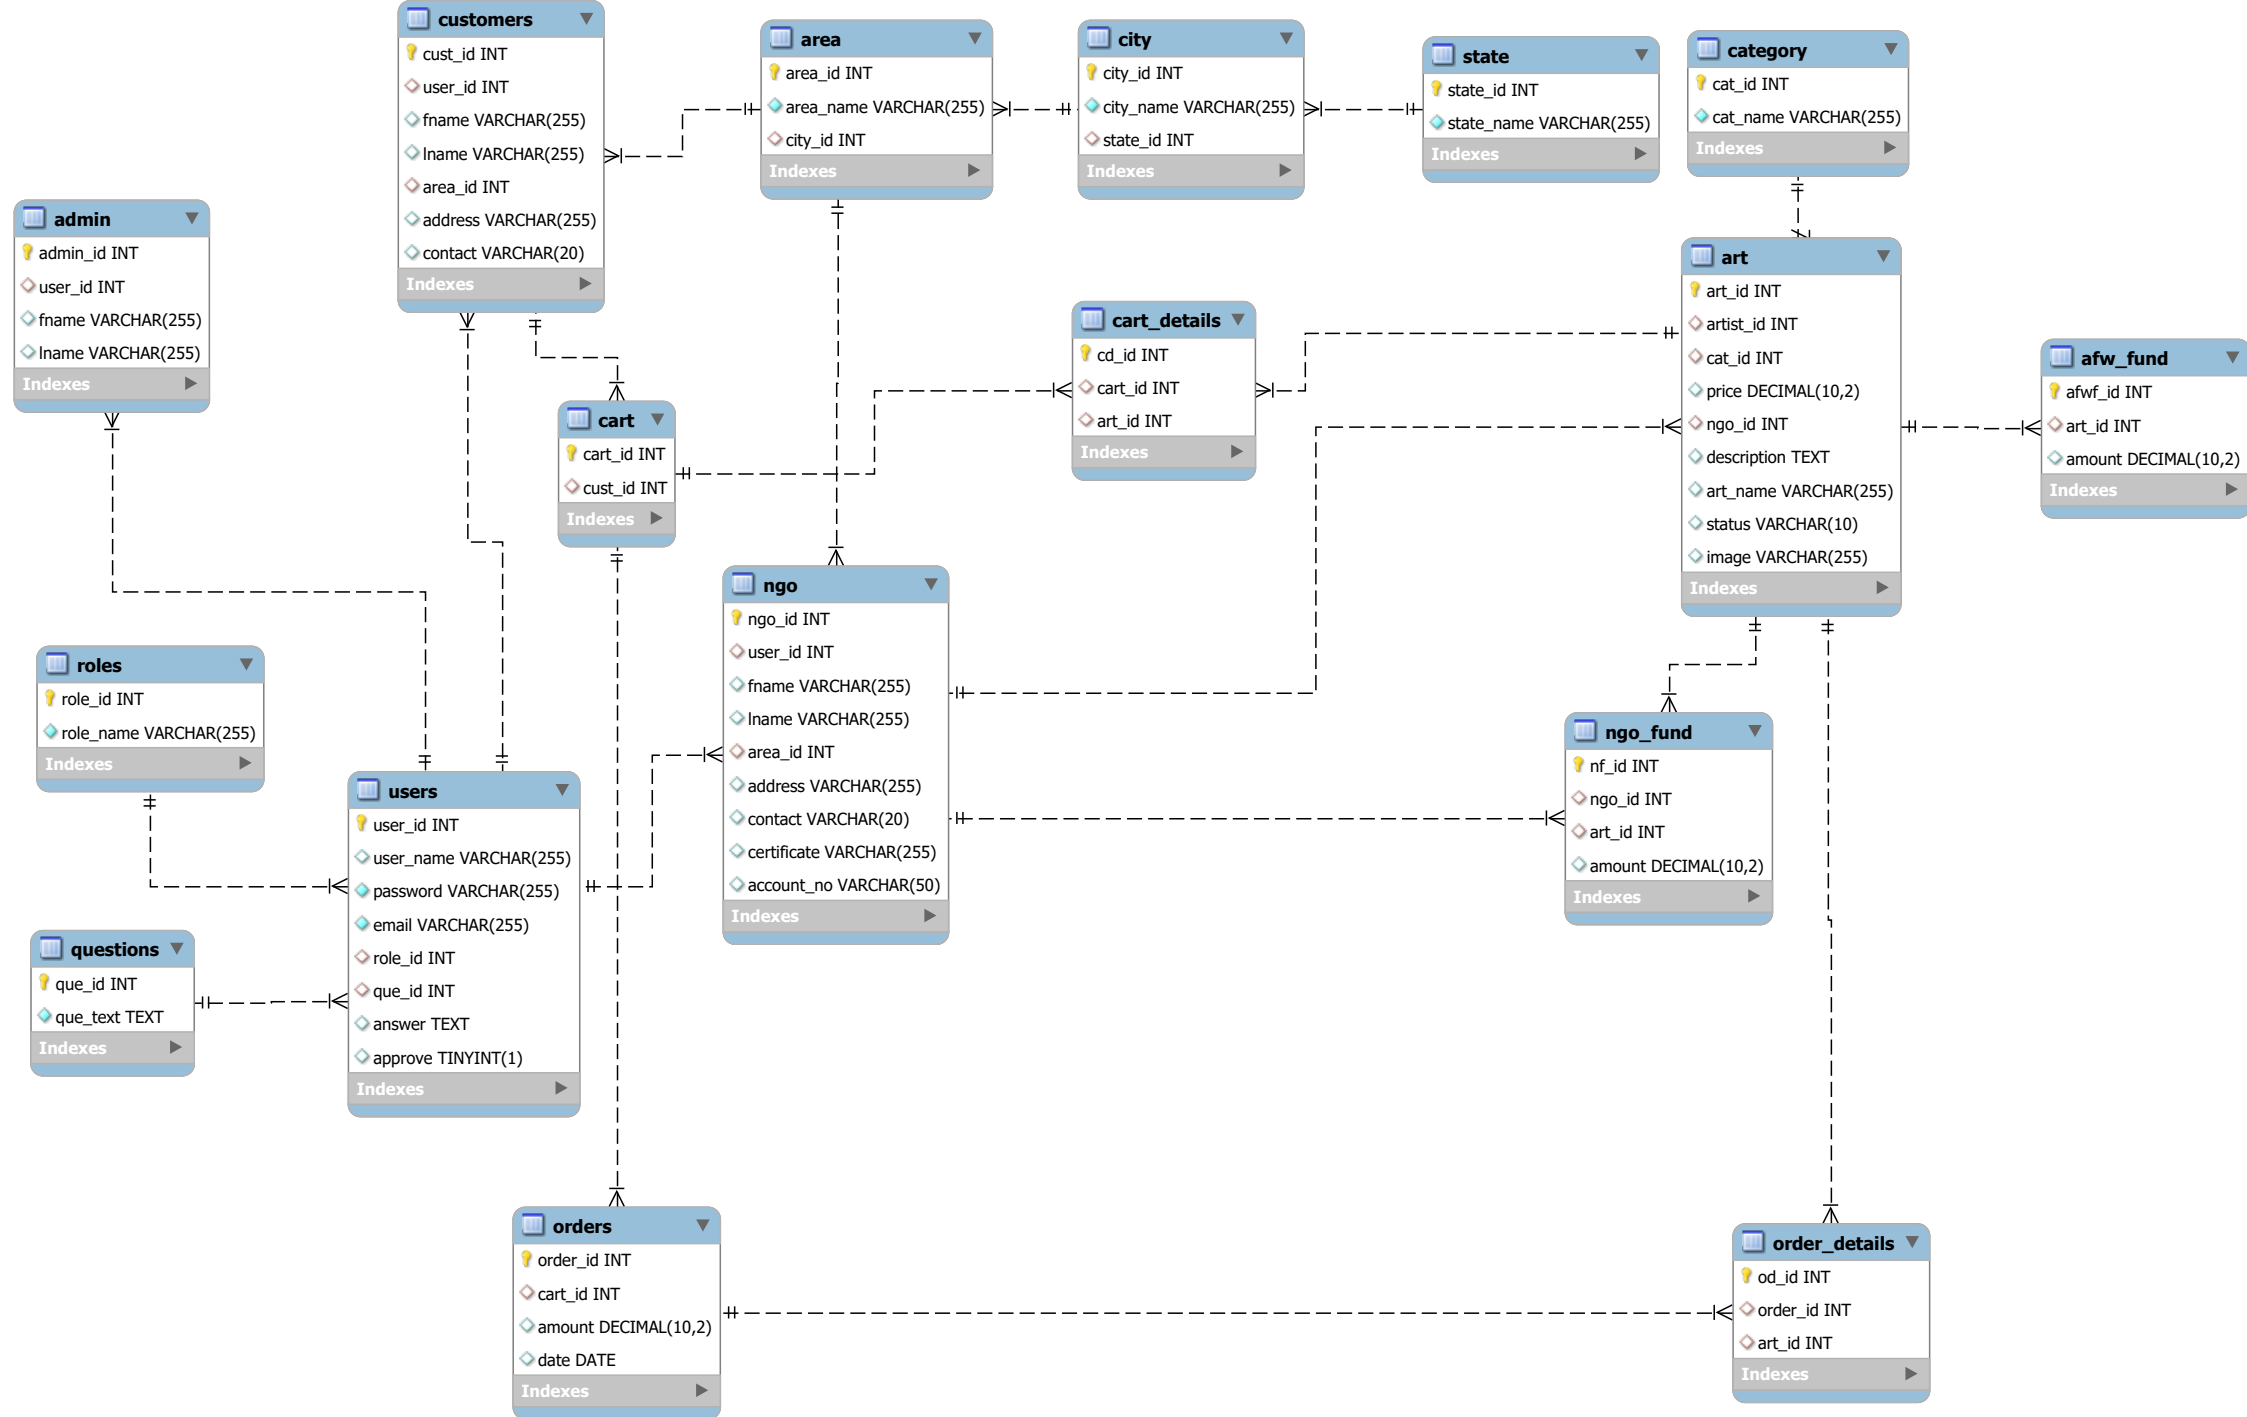 customers
cust_id INT
user_id INT
fname VARCHAR(255)
lname VARCHAR(255)
area_id INT
address VARCHAR(255)
contact VARCHAR(20)
Indexes
area
area_id INT
area_name VARCHAR(255)
city_id INT
Indexes
city
city_id INT
city_name VARCHAR(255)
state_id INT
Indexes
state
state_id INT
state_name VARCHAR(255)
Indexes
category
cat_id INT
cat_name VARCHAR(255)
Indexes
admin
admin_id INT
user_id INT
fname VARCHAR(255)
lname VARCHAR(255)
Indexes
art
art_id INT
artist_id INT
cat_id INT
price DECIMAL(10,2)
ngo_id INT
description TEXT
art_name VARCHAR(255)
status VARCHAR(10)
image VARCHAR(255)
Indexes
cart_details
cd_id INT
cart_id INT
art_id INT
Indexes
afw_fund
afwf_id INT
art_id INT
amount DECIMAL(10,2)
Indexes
cart
cart_id INT
cust_id INT
Indexes
ngo
ngo_id INT
user_id INT
fname VARCHAR(255)
lname VARCHAR(255)
area_id INT
address VARCHAR(255)
contact VARCHAR(20)
certificate VARCHAR(255)
account_no VARCHAR(50)
Indexes
roles
role_id INT
role_name VARCHAR(255)
Indexes
ngo_fund
nf_id INT
ngo_id INT
art_id INT
amount DECIMAL(10,2)
Indexes
users
user_id INT
user_name VARCHAR(255)
password VARCHAR(255)
email VARCHAR(255)
role_id INT
que_id INT
answer TEXT
approve TINYINT(1)
Indexes
questions
que_id INT
que_text TEXT
Indexes
orders
order_id INT
cart_id INT
amount DECIMAL(10,2)
date DATE
Indexes
order_details
od_id INT
order_id INT
art_id INT
Indexes